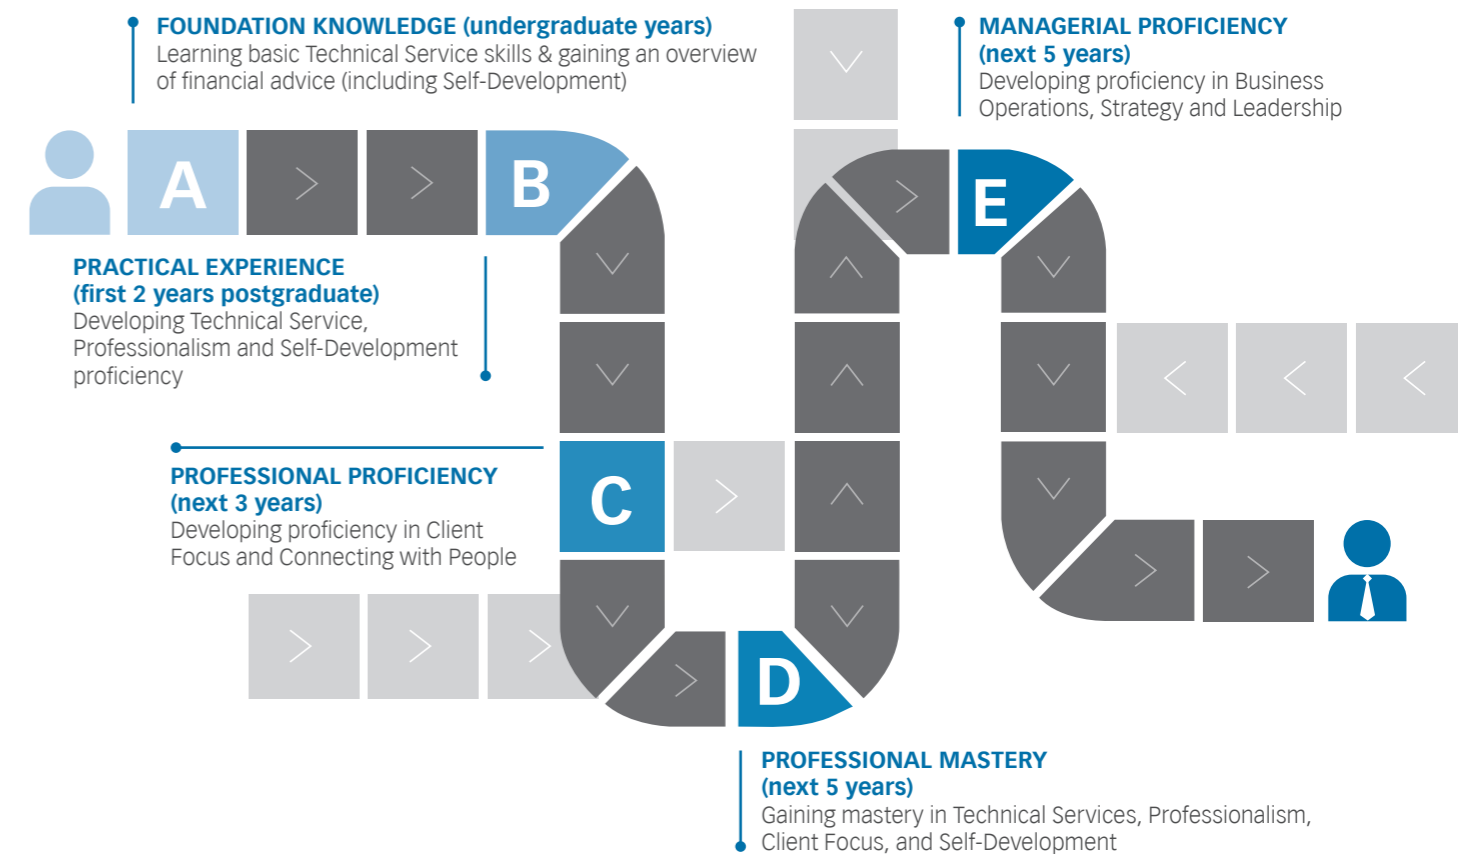 FOUNDATION KNOWLEDGE (undergraduate years)
Learning basic Technical Service skills & gaining an overview
of financial advice (including Self-Development)
MANAGERIAL PROFICIENCY
(next 5 years)
Developing proficiency in Business
Operations, Strategy and Leadership
A
B
E
PRACTICAL EXPERIENCE
(first 2 years postgraduate)
Developing Technical Service,
Professionalism and Self-Development
proficiency
PROFESSIONAL PROFICIENCY
(next 3 years)
Developing proficiency in Client
Focus and Connecting with People
C
D
PROFESSIONAL MASTERY
(next 5 years)
Gaining mastery in Technical Services, Professionalism,
Client Focus, and Self-Development